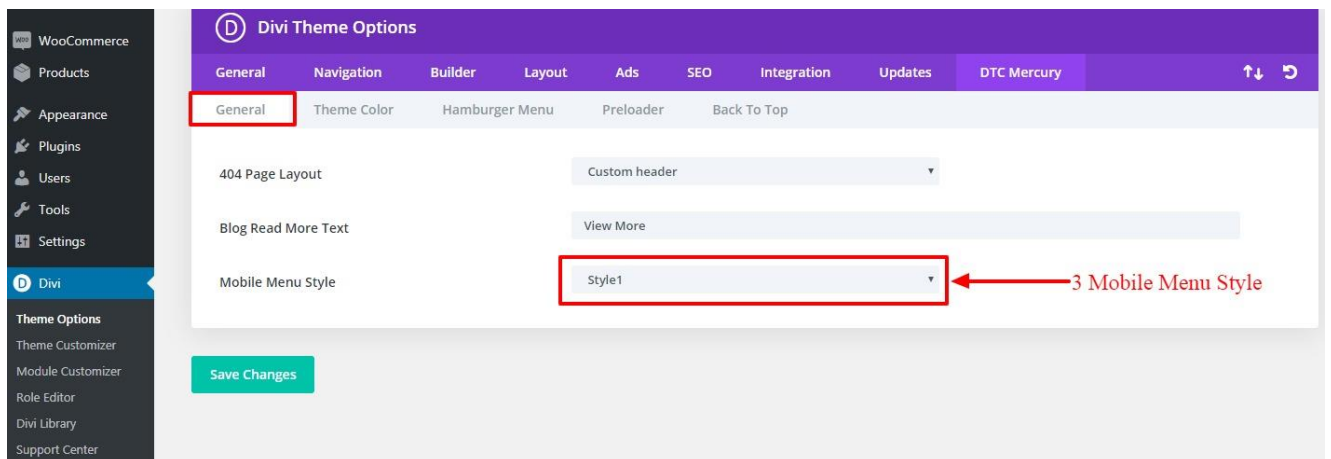 WooCommerce
Products
Appearance
Plugins
Users
Tools
Settings
Divi
Theme Options
Theme Customizer
Module Customizer
Role Editor
Divi Library
Support Center
Divi Theme Options
General Navigation Builder Layout Ads SEO Integration Updates DTC Mercury
General Theme Color Hamburger Menu Preloader Back To Top
404 Page Layout Custom header
Blog Read More Text View More
Mobile Menu Style Style1 3 Mobile Menu Style
Save Changes